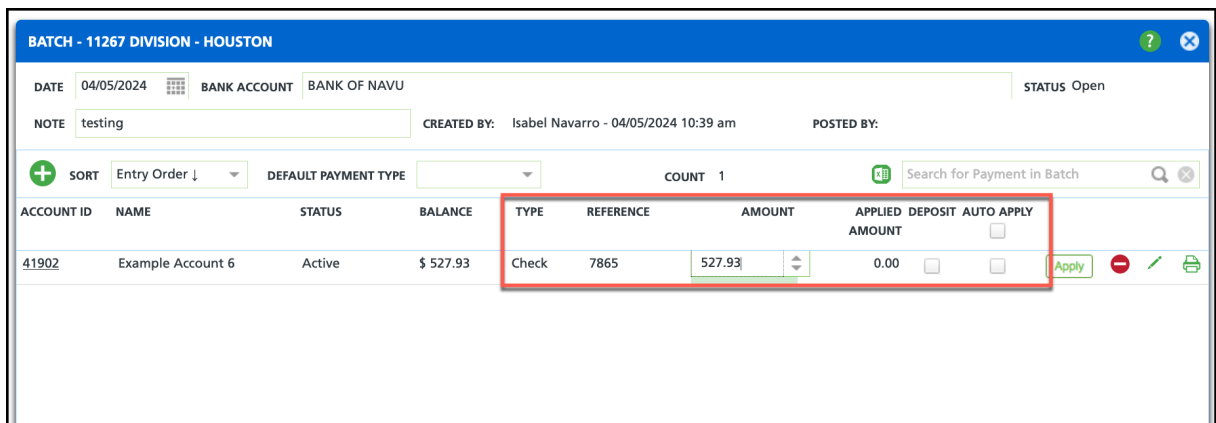 BATCH - 11267 DIVISION - HOUSTON ?
DATE 04/05/2024 BANK ACCOUNT BANK OF NAVU STATUS Open
NOTE testing CREATED BY: Isabel Navarro - 04/05/2024 10:39 am POSTED BY:
SORT Entry Order ↓ DEFAULT PAYMENT TYPE COUNT 1 Search for Payment in Batch
ACCOUNT ID NAME STATUS BALANCE TYPE REFERENCE AMOUNT APPLIED DEPOSIT AUTO APPLY
AMOUNT
41902 Example Account 6 Active $ 527.93 Check 7865 527.93 0.00 Apply